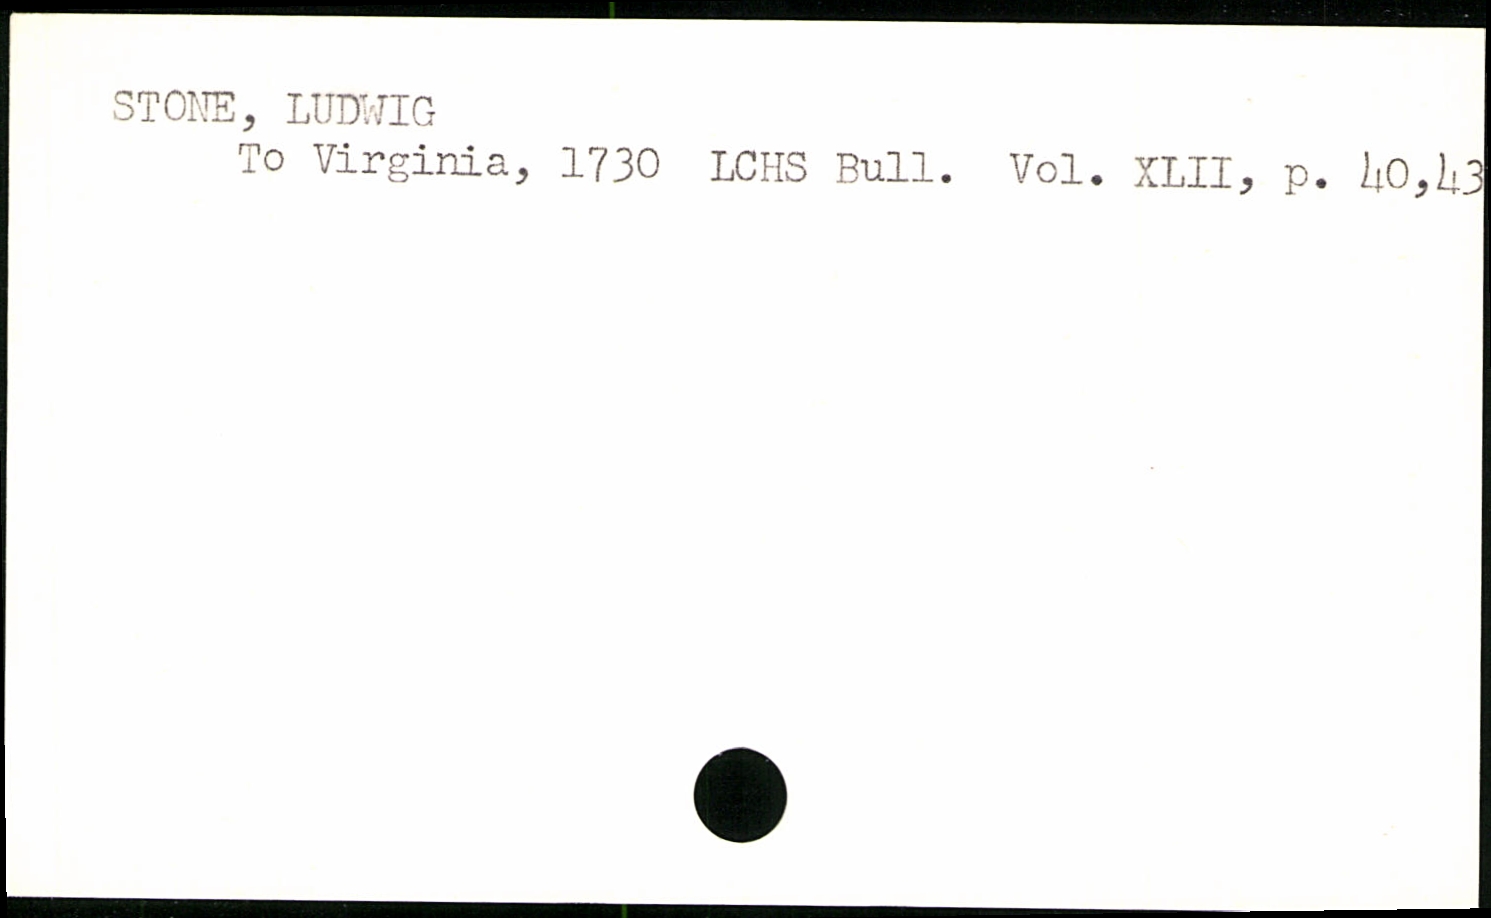 STONE, LUDWIG
To Virginia, 1730 LCHS Bull. Vol. XLII, p. 40,43